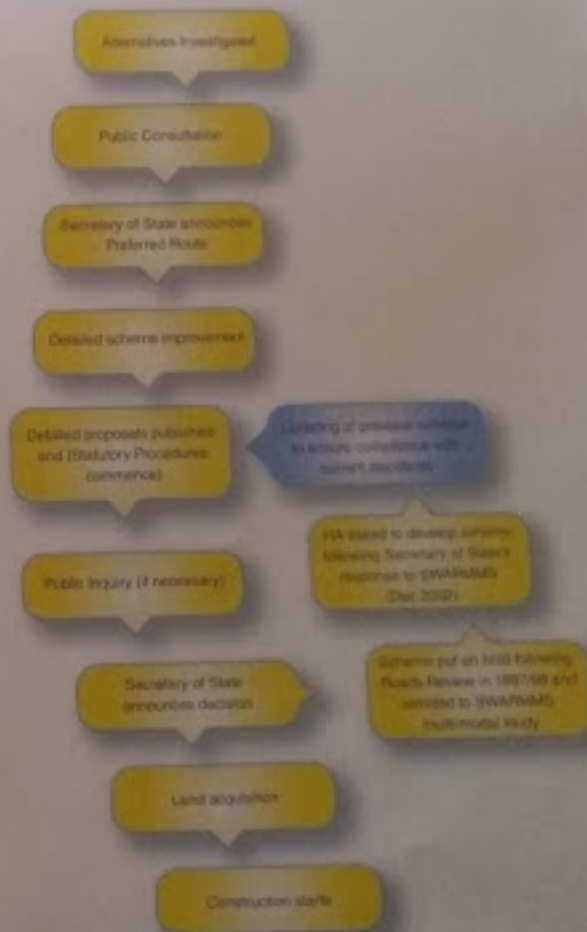 Alternatives Investigated
Public Consultation
Secretary of State announces
Preferred Route
Detailed scheme improvement
Detailed proposals published
and (Statutory Procedures
commence)
Updating of previous scheme
to ensure compliance with
current standards
HA asked to develop scheme
following Secretary of State's
response to SWARMMS
(Dec 2002)
Public Inquiry (if necessary)
Scheme put on hold following
Roads Review in 1997/98 and
remitted to SWARMMS
multi-modal study
Secretary of State
announces decision
Land acquisition
Construction starts